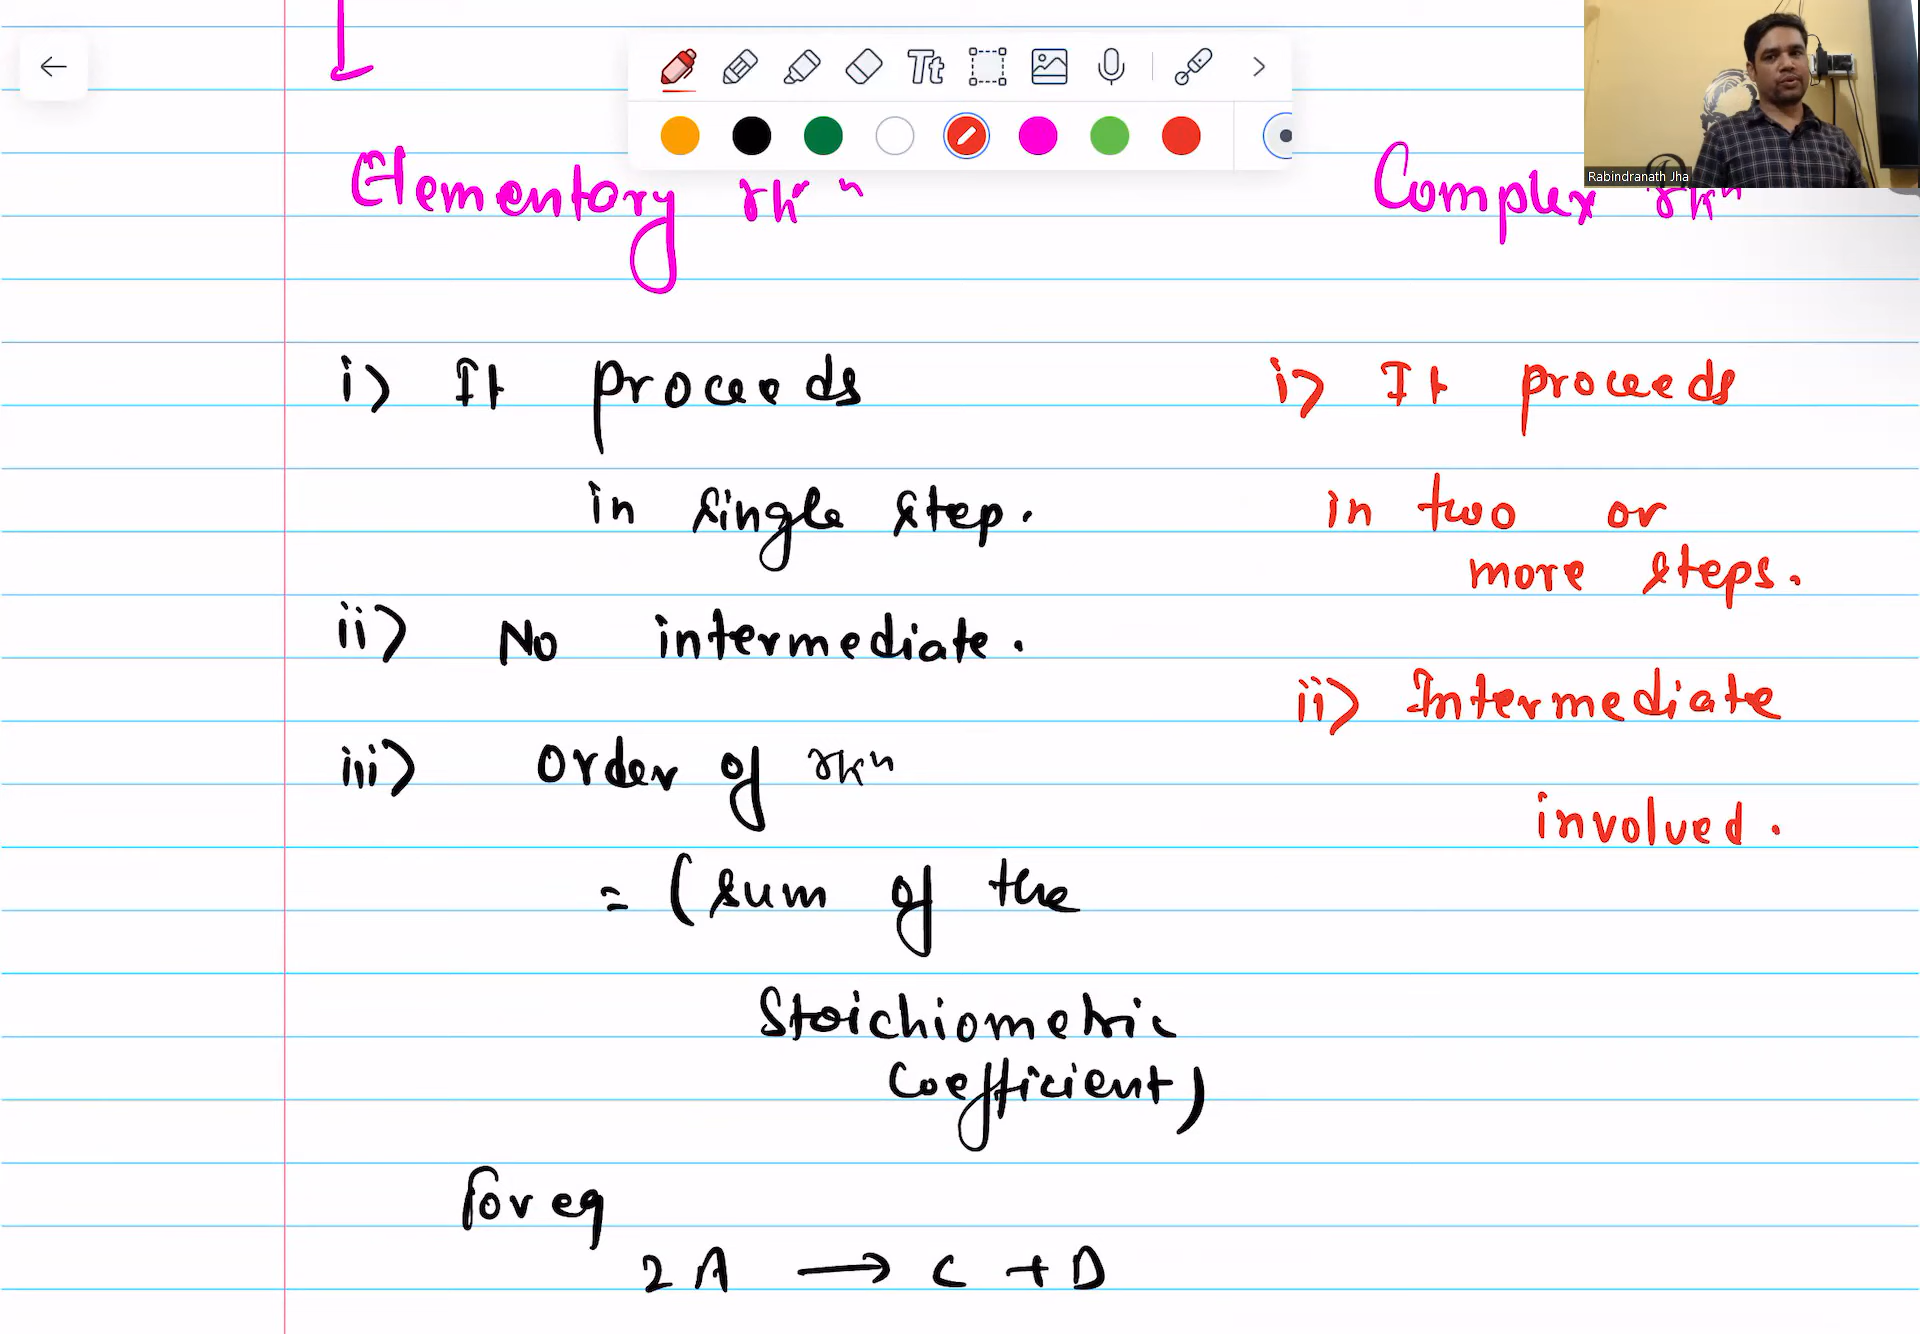 Tt
Rabindranath Jha
Elementory rkⁿ
Complex rkⁿ
i) It proceeds
in single step.
ii) No intermediate.
iii) order of rkⁿ
= (sum of the
Stoichiometric
coefficient)
for eg
2A → C + D
i) It proceeds
in two or
more steps.
ii) Intermediate
involved.